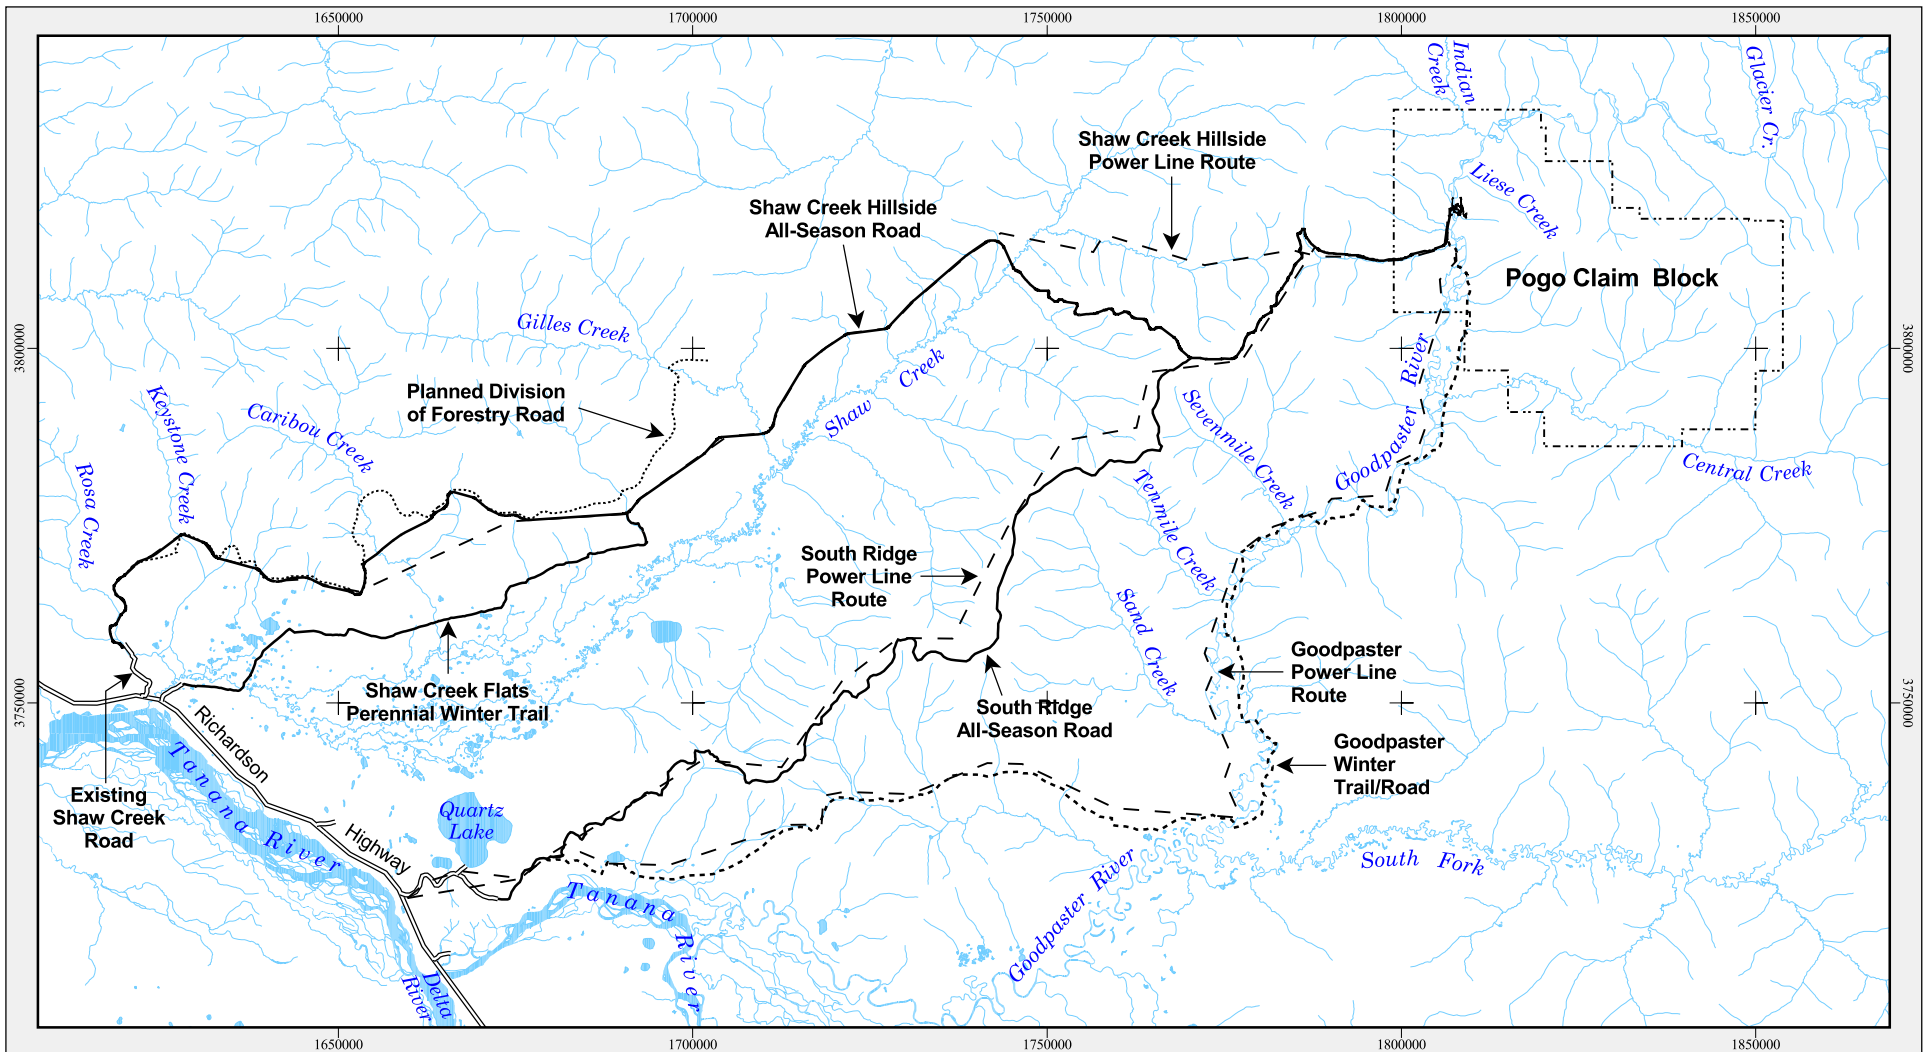 1650000
1700000
1750000
1800000
1850000
Indian
Creek
Glacier Cr.
Shaw Creek Hillside
Power Line Route
Liese Creek
Shaw Creek Hillside
All-Season Road
Pogo Claim Block
Gilles Creek
3800000
3800000
Creek
Shaw
Planned Division
of Forestry Road
Keystone Creek
Caribou Creek
Rosa Creek
Sevenmile Creek
Goodpaster River
Central Creek
Tenmile Creek
South Ridge
Power Line
Route
Sand Creek
Goodpaster
Power Line
Route
Shaw Creek Flats
Perennial Winter Trail
South Ridge
All-Season Road
3750000
3750000
Goodpaster
Winter
Trail/Road
Richardson
Highway
Tanana River
Existing
Shaw Creek
Road
Quartz
Lake
South Fork
Goodpaster River
Tanana
River
Delta
River
1650000
1700000
1750000
1800000
1850000